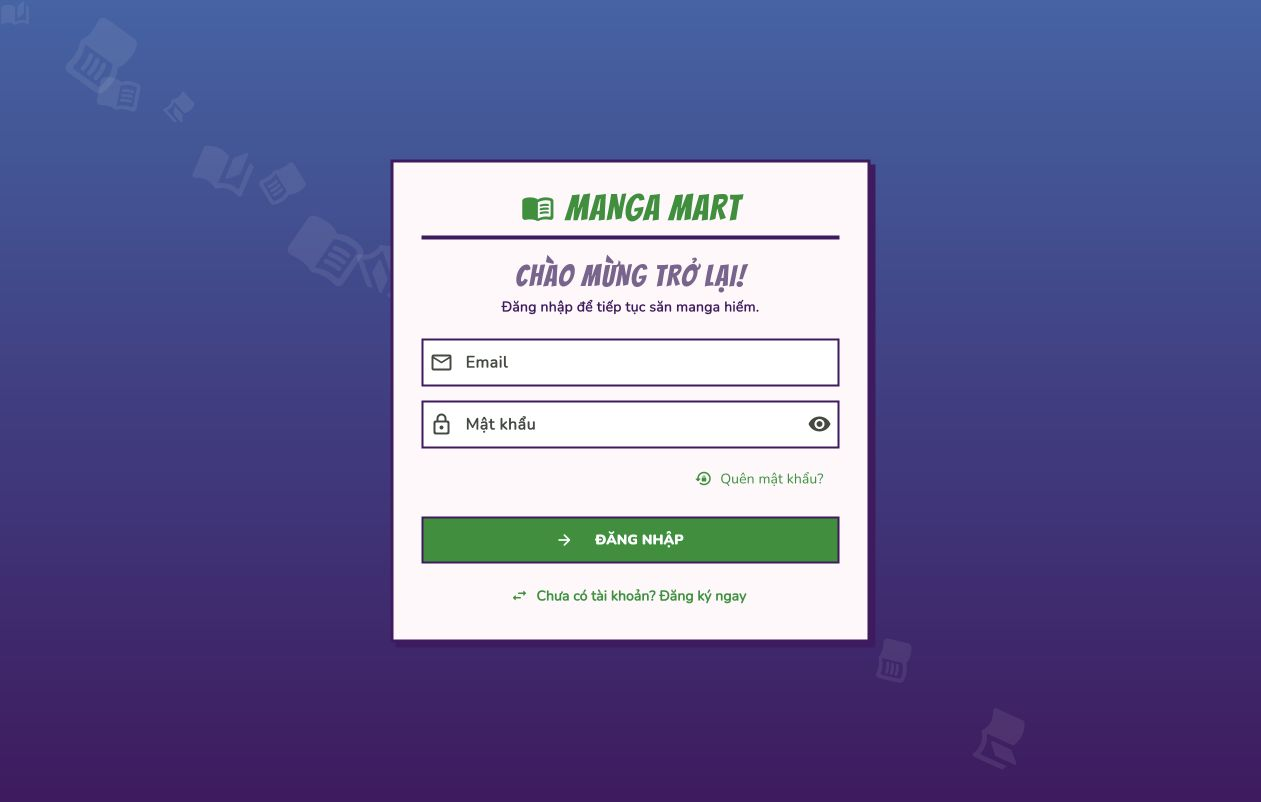 MANGA MART
CHÀO MỪNG TRỞ LẠI!
Đăng nhập để tiếp tục săn manga hiếm.
Email
Mật khẩu
Quên mật khẩu?
ĐĂNG NHẬP
Chưa có tài khoản? Đăng ký ngay